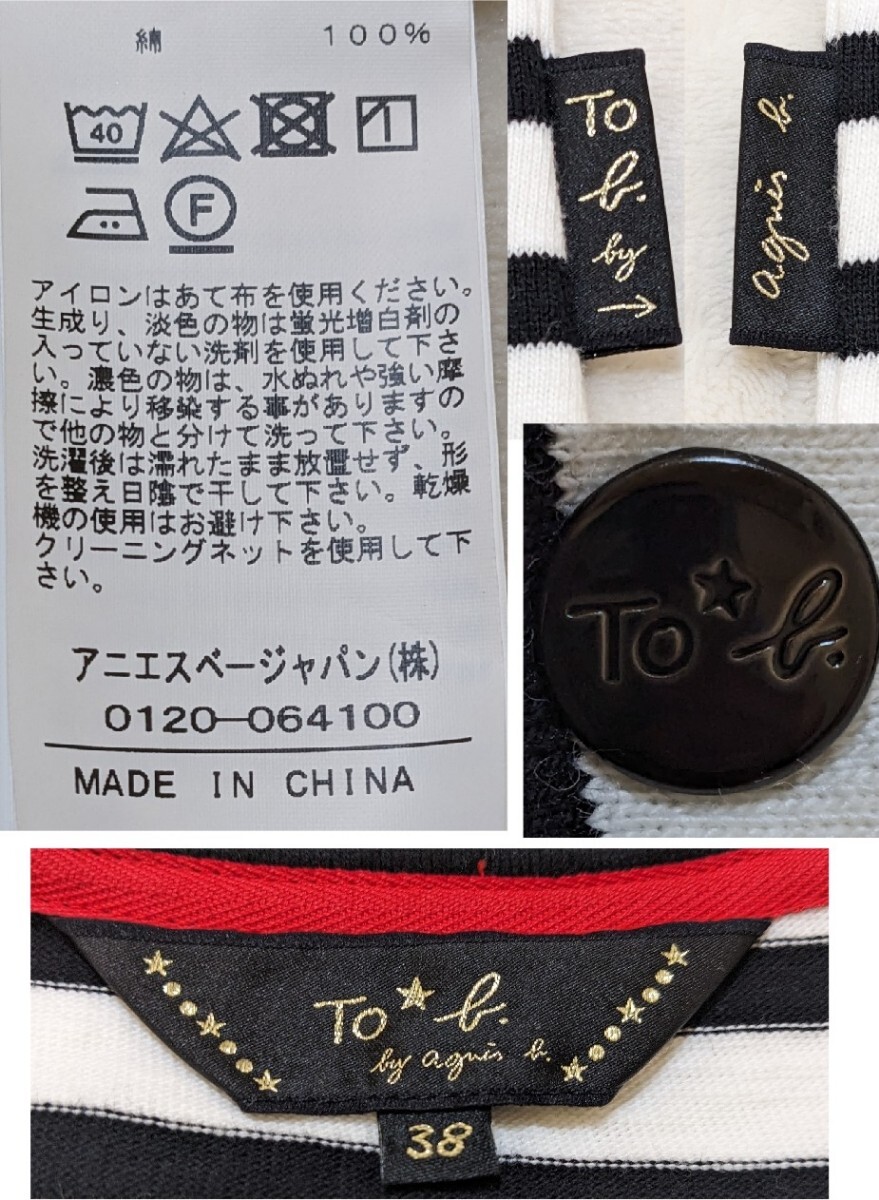 綿 100%
40
F
アイロンはあて布を使用ください。
生成り、淡色の物は蛍光増白剤の
入っていない洗剤を使用して下さ
い。濃色の物は、水ぬれや強い摩
擦により移染する事がありますの
で他の物と分けて洗って下さい。
洗濯後は濡れたまま放置せず、形
を整え日陰で干して下さい。乾燥
機の使用はお避け下さい。
クリーニングネットを使用して下
さい。
アニエスベージャパン(株)
0120-064100
MADE IN CHINA
To
b.
by
→
agnès b.
To★b.
To★b.
by agnès b.
38